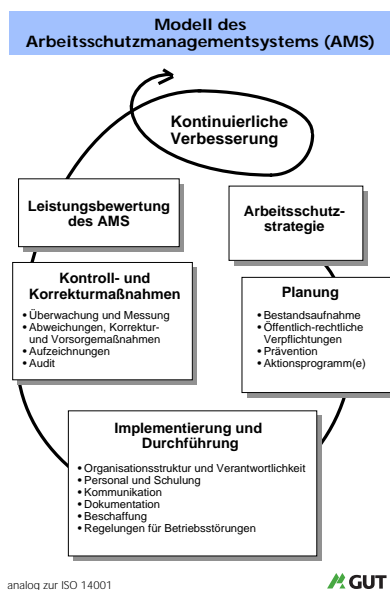 Modell des
Arbeitsschutzmanagementsystems (AMS)
Kontinuierliche
Verbesserung
Leistungsbewertung
des AMS
Arbeitsschutz-
strategie
Kontroll- und
Korrekturmaßnahmen
• Überwachung und Messung
• Abweichungen, Korrektur-
und Vorsorgemaßnahmen
• Aufzeichnungen
• Audit
Planung
• Bestandsaufnahme
• Öffentlich-rechtliche
Verpflichtungen
• Prävention
• Aktionsprogramm(e)
Implementierung und
Durchführung
• Organisationsstruktur und Verantwortlichkeit
• Personal und Schulung
• Kommunikation
• Dokumentation
• Beschaffung
• Regelungen für Betriebsstörungen
analog zur ISO 14001
GUT